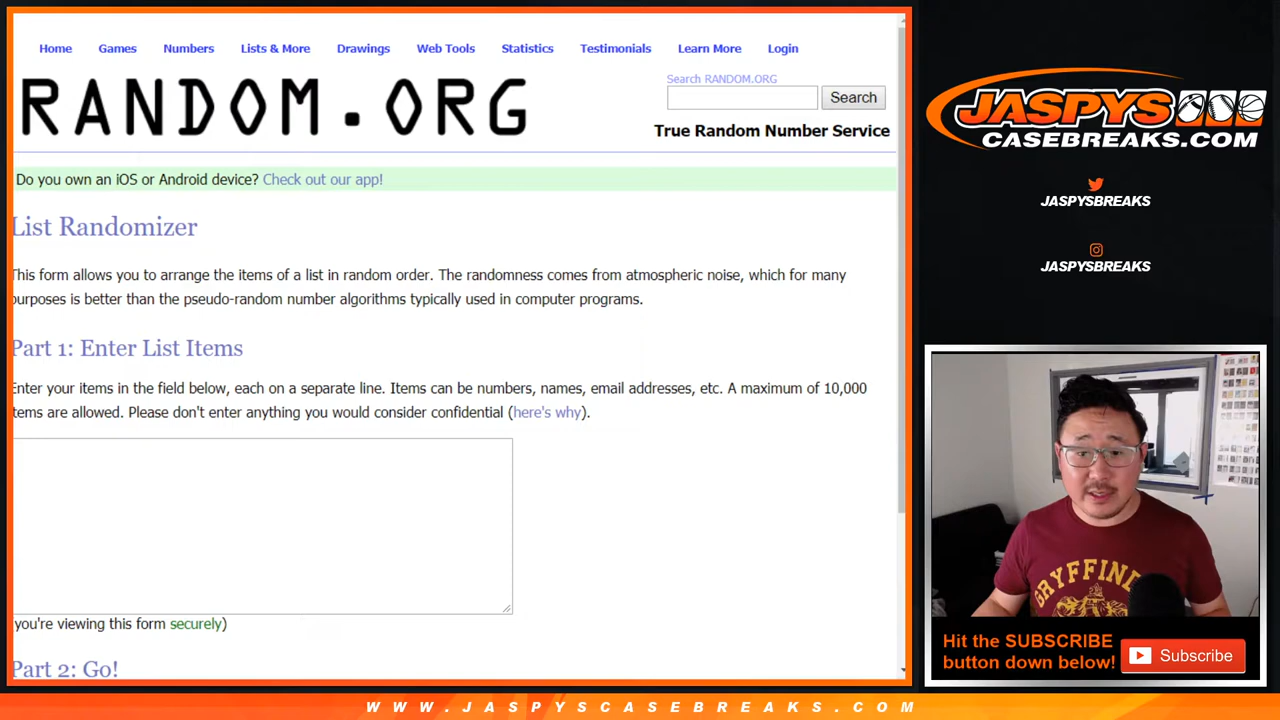 Home Games Numbers Lists & More Drawings Web Tools Statistics Testimonials Learn More Login
RANDOM.ORG
Search RANDOM.ORG
Search
True Random Number Service
Do you own an iOS or Android device? Check out our app!
List Randomizer
This form allows you to arrange the items of a list in random order. The randomness comes from atmospheric noise, which for many
purposes is better than the pseudo-random number algorithms typically used in computer programs.
Part 1: Enter List Items
Enter your items in the field below, each on a separate line. Items can be numbers, names, email addresses, etc. A maximum of 10,000
items are allowed. Please don't enter anything you would consider confidential (here's why).
you're viewing this form securely)
Part 2: Go!
JASPYS
CASEBREAKS.COM
JASPYSBREAKS
JASPYSBREAKS
GRYFFIND
Hit the SUBSCRIBE
button down below!
Subscribe
WWW.JASPYSCASEBREAKS.COM